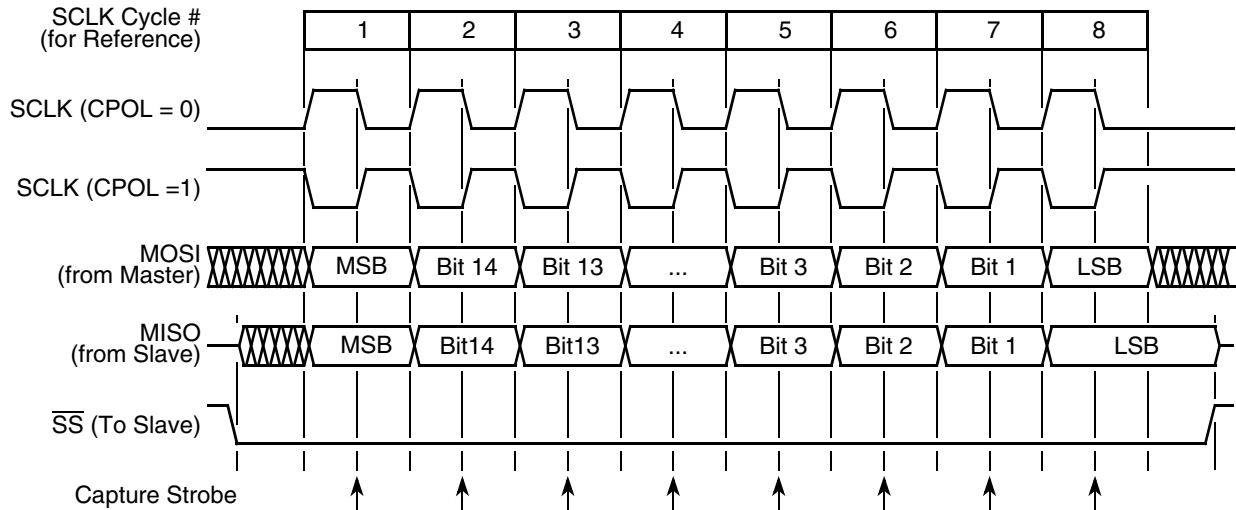 SCLK Cycle #
(for Reference)
1 2 3 4 5 6 7 8
SCLK (CPOL = 0)
SCLK (CPOL =1)
MOSI
(from Master)
MSB Bit 14 Bit 13 ... Bit 3 Bit 2 Bit 1 LSB
MISO
(from Slave)
MSB Bit14 Bit13 ... Bit 3 Bit 2 Bit 1 LSB
SS (To Slave)
Capture Strobe